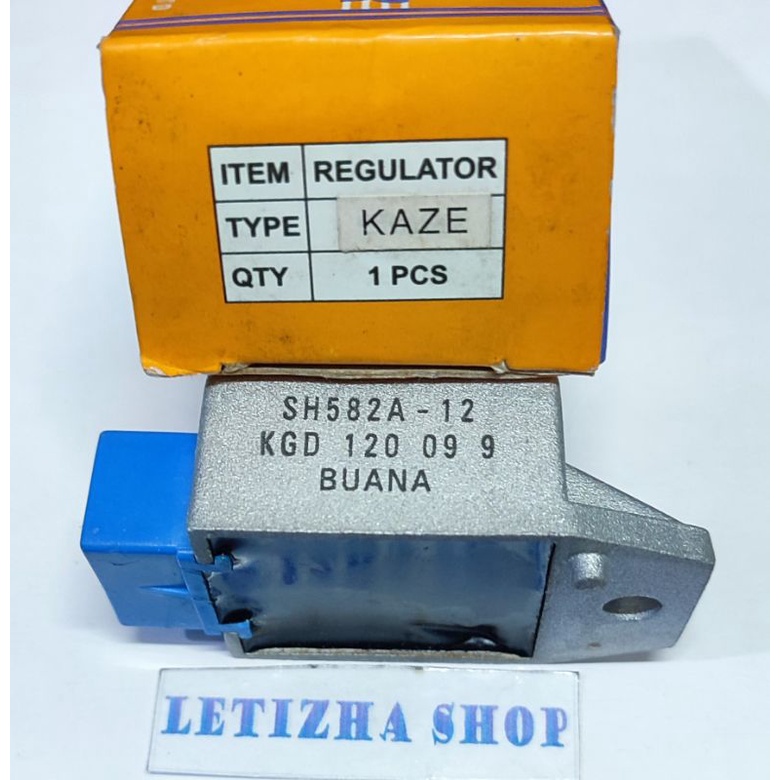 ITEM REGULATOR
TYPE KAZE
QTY 1 PCS
SH582A-12
KGD 120 09 9
BUANA
LETIZHA SHOP